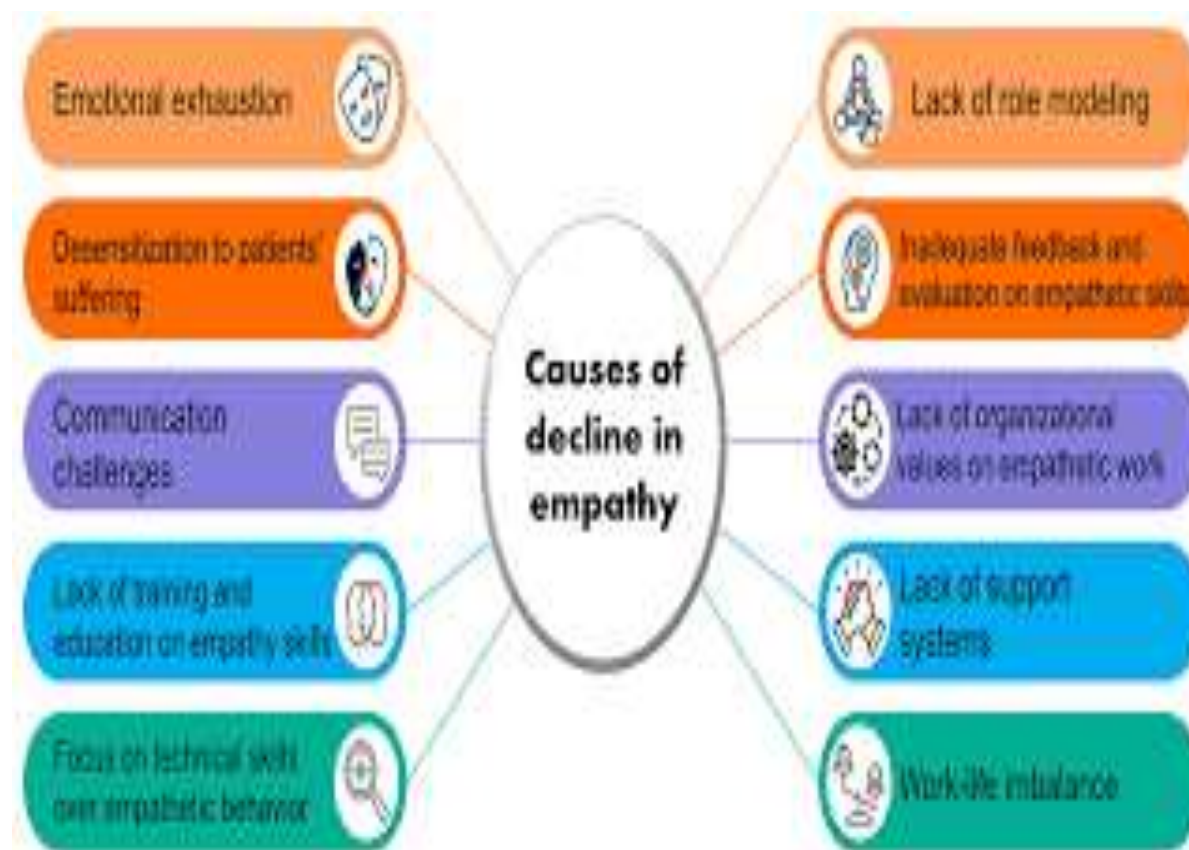 Emotional exhaustion
Desensitization to patients'
suffering
Communication
challenges
Lack of training and
education on empathy skills
Focus on technical skills
over empathetic behavior
Causes of
decline in
empathy
Lack of role modeling
Inadequate feedback and
evaluation on empathetic skills
Lack of organizational
values on empathetic work
Lack of support
systems
Work-life imbalance